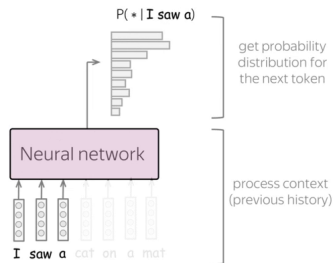 P( * | I saw a)
get probability
distribution for
the next token
Neural network
process context
(previous history)
I saw a cat on a mat